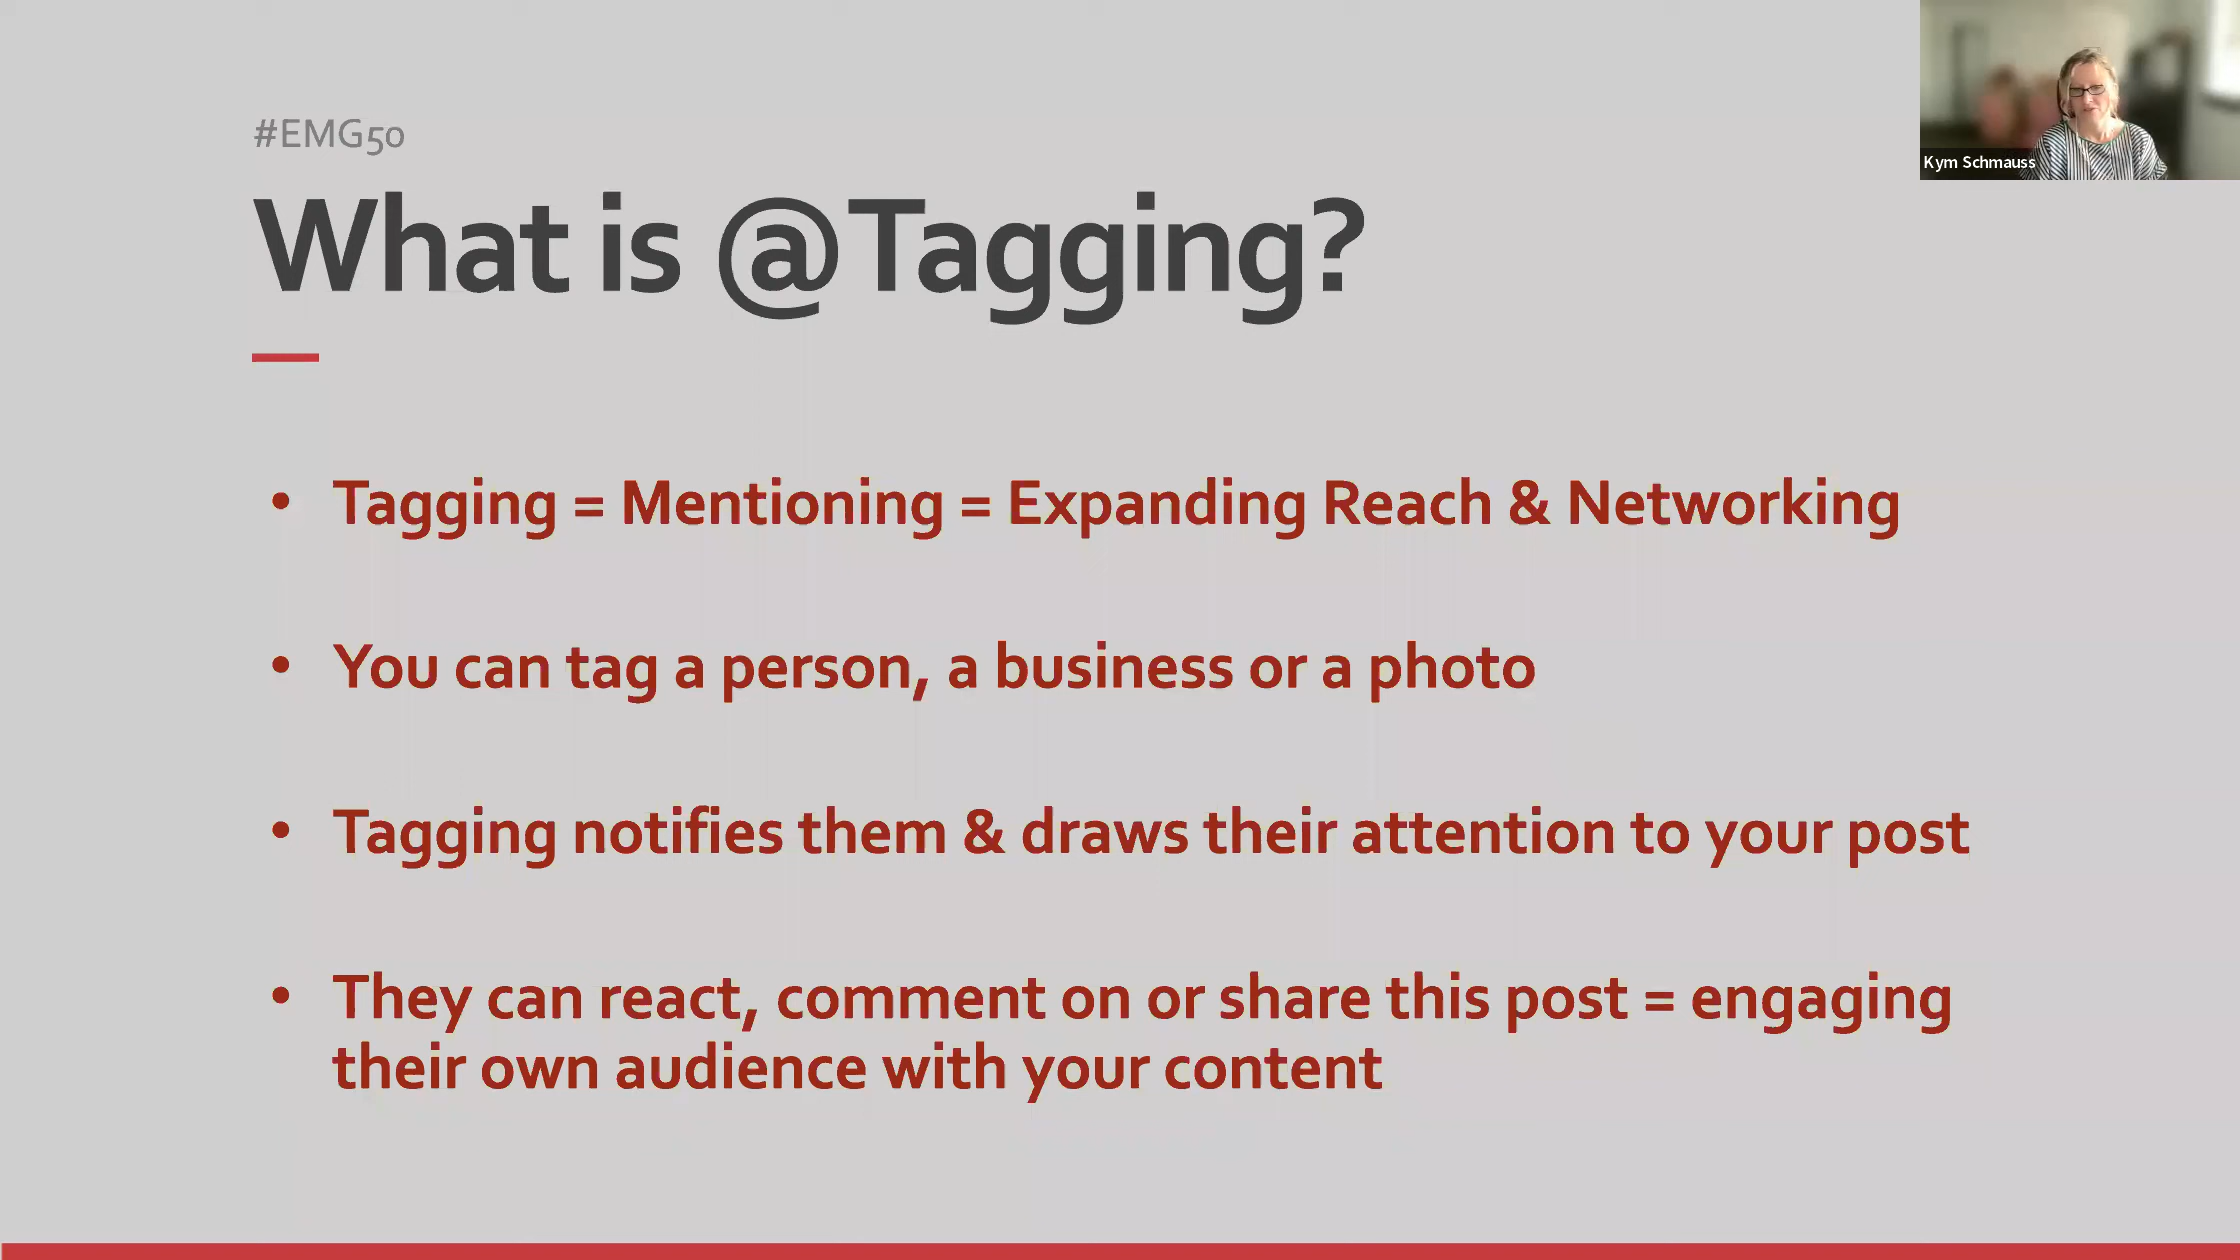 #EMG50
What is @Tagging?
• Tagging = Mentioning = Expanding Reach & Networking
• You can tag a person, a business or a photo
• Tagging notifies them & draws their attention to your post
• They can react, comment on or share this post = engaging
their own audience with your content
Kym Schmauss